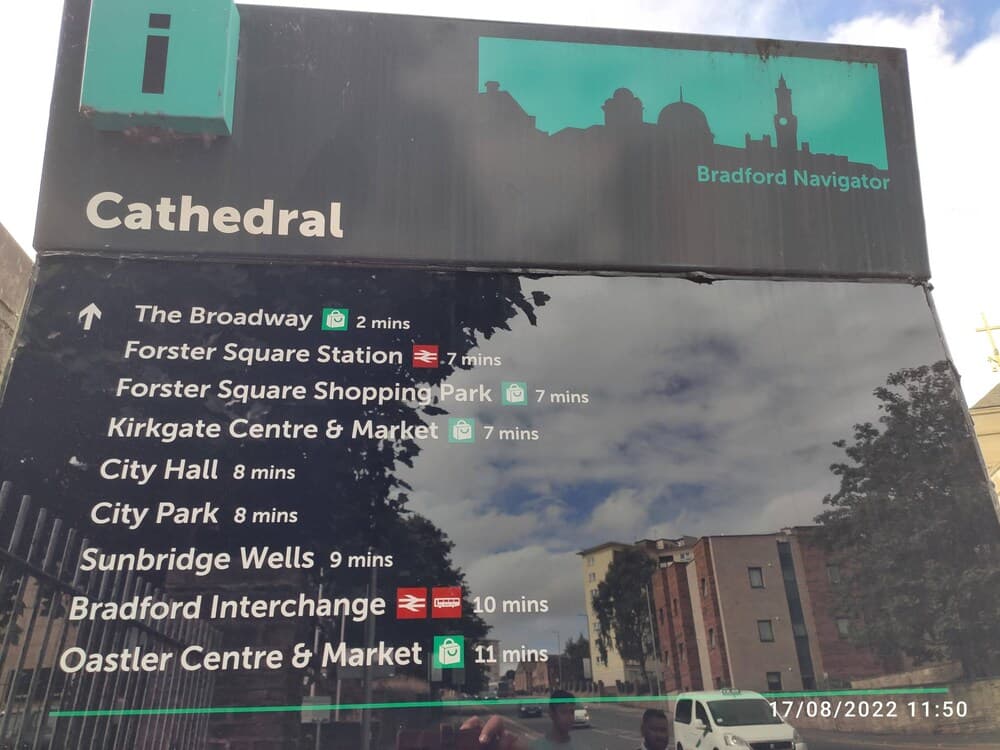 i
Bradford Navigator
Cathedral
The Broadway 2 mins
Forster Square Station 7 mins
Forster Square Shopping Park 7 mins
Kirkgate Centre & Market 7 mins
City Hall 8 mins
City Park 8 mins
Sunbridge Wells 9 mins
Bradford Interchange 10 mins
Oastler Centre & Market 11 mins
17/08/2022 11:50